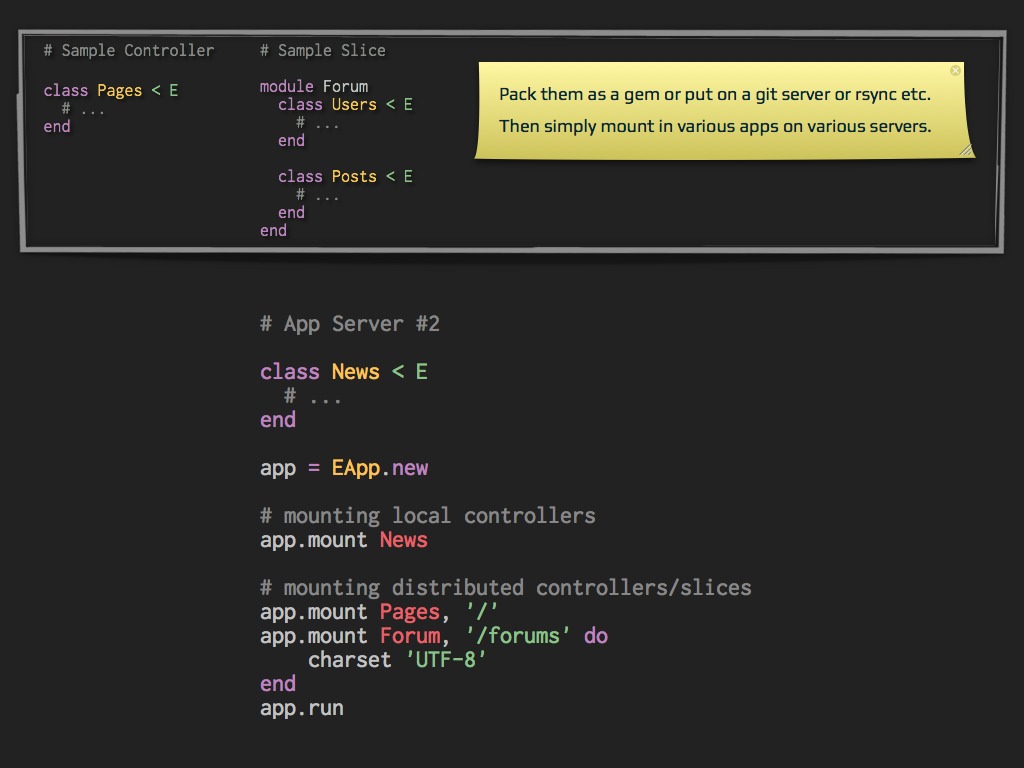 # Sample Controller
class Pages < E
  # ...
end
# Sample Slice
module Forum
  class Users < E
    # ...
  end
  class Posts < E
    # ...
  end
end
Pack them as a gem or put on a git server or rsync etc.
Then simply mount in various apps on various servers.
# App Server #2
class News < E
  # ...
end
app = EApp.new
# mounting local controllers
app.mount News
# mounting distributed controllers/slices
app.mount Pages, '/'
app.mount Forum, '/forums' do
    charset 'UTF-8'
end
app.run